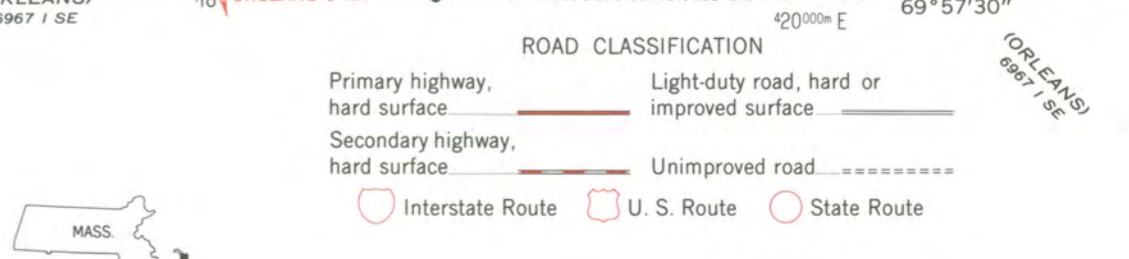 6967 I SE
⁴20⁰⁰⁰ᵐ E
69°57'30"
(ORLEANS)
6967 I SE
ROAD CLASSIFICATION
Primary highway,
hard surface
Light-duty road, hard or
improved surface
Secondary highway,
hard surface
Unimproved road
Interstate Route
U. S. Route
State Route
MASS.